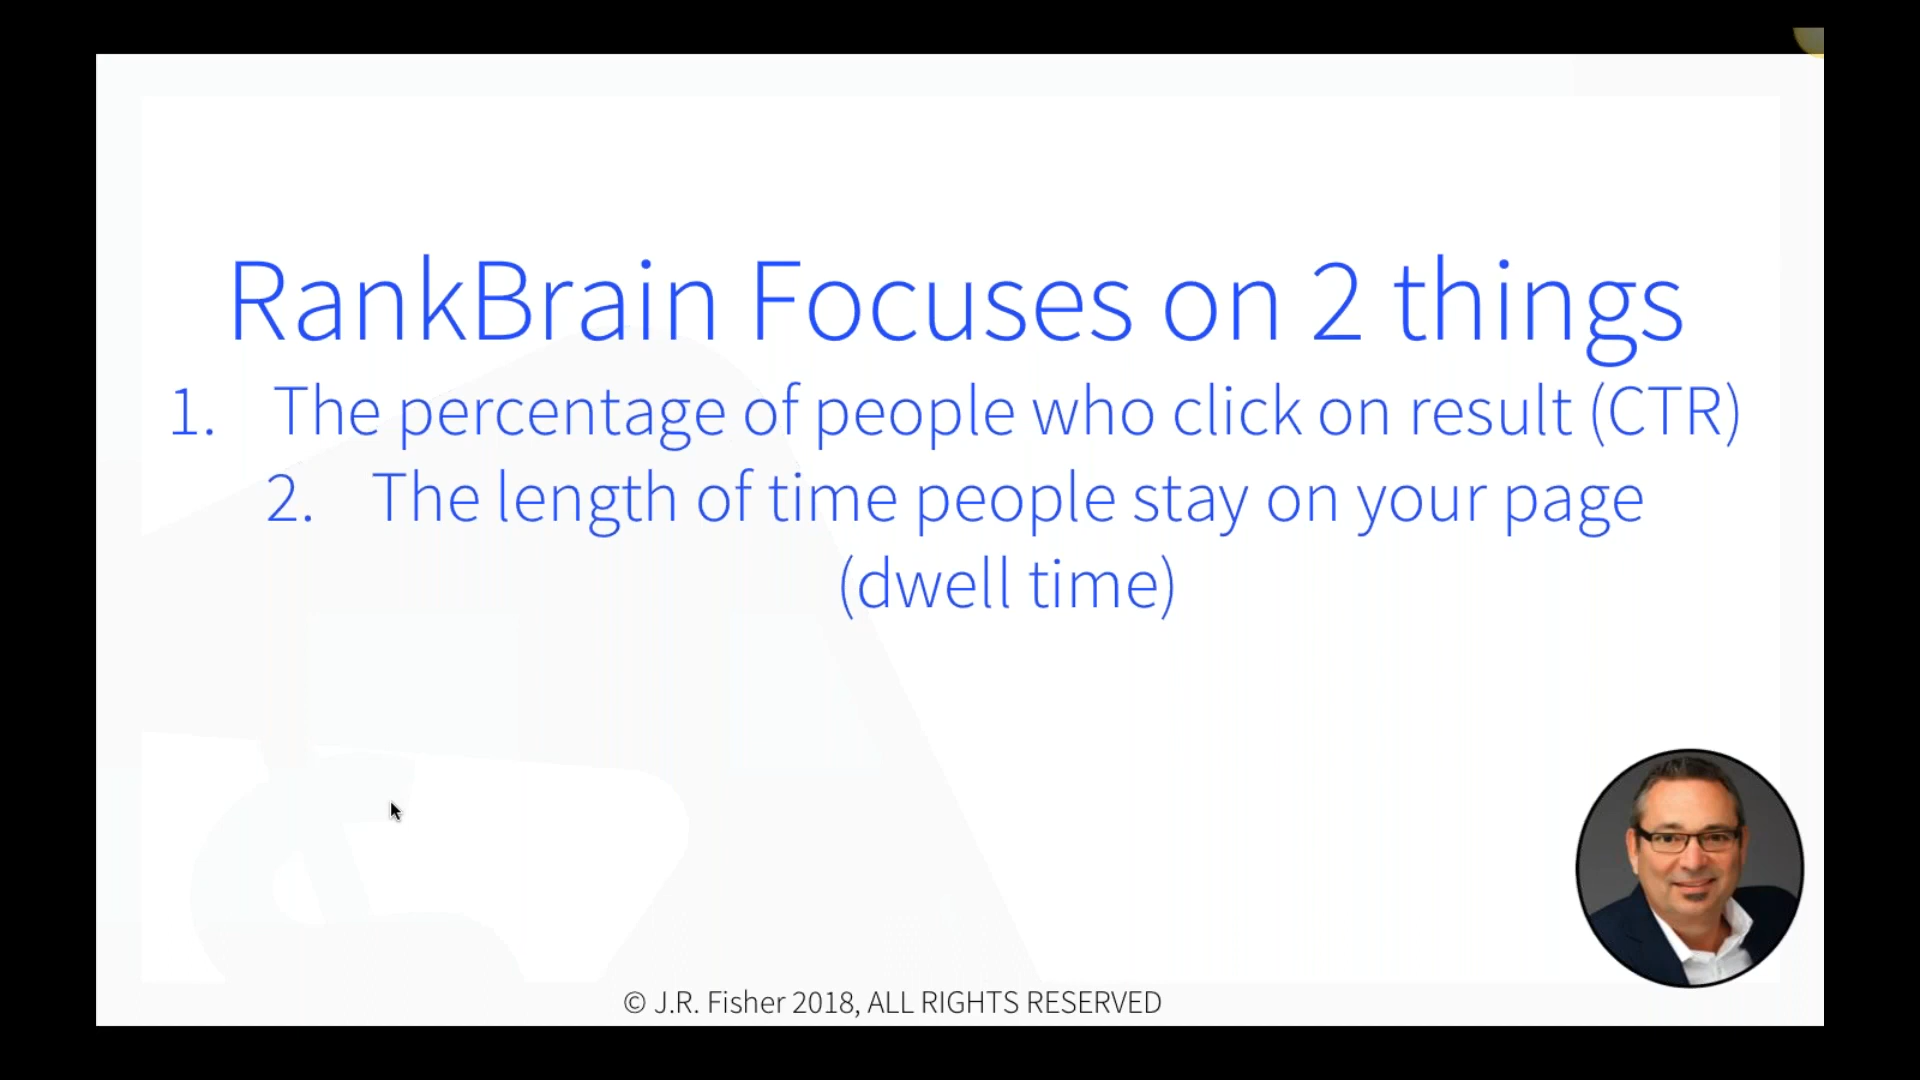 RankBrain Focuses on 2 things
1. The percentage of people who click on result (CTR)
2. The length of time people stay on your page
(dwell time)
© J.R. Fisher 2018, ALL RIGHTS RESERVED